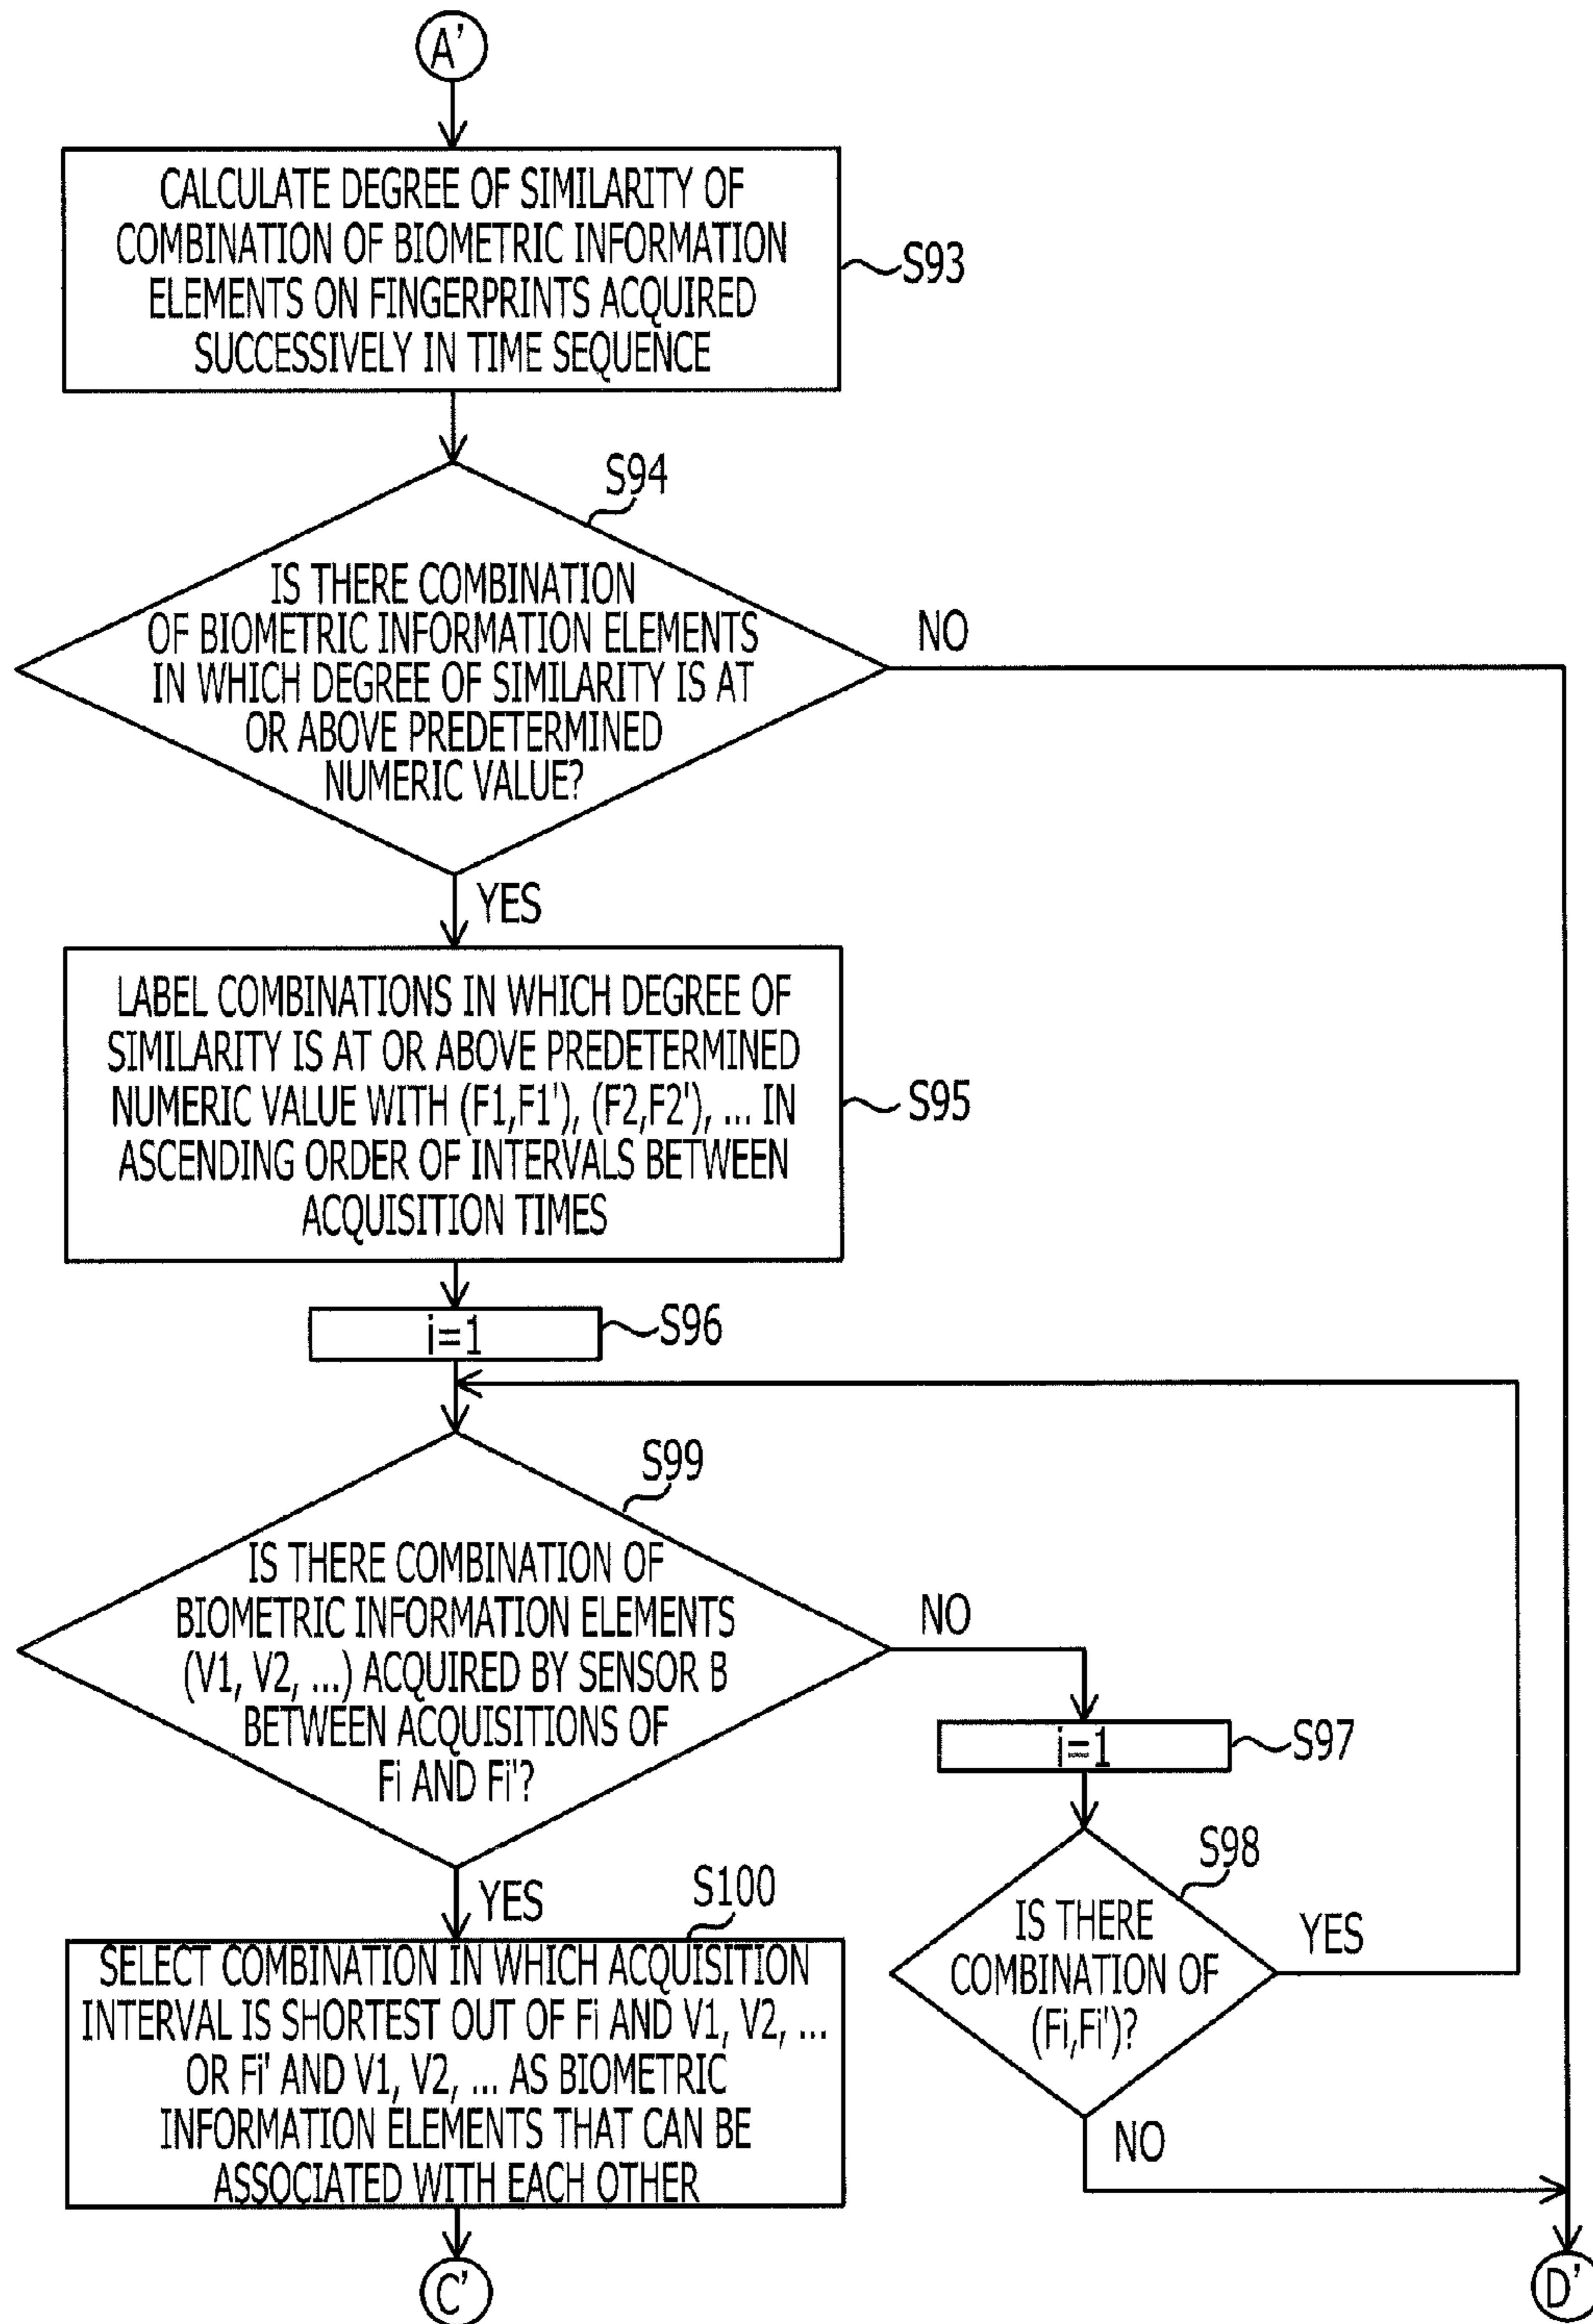 A'
CALCULATE DEGREE OF SIMILARITY OF
COMBINATION OF BIOMETRIC INFORMATION
ELEMENTS ON FINGERPRINTS ACQUIRED
SUCCESSIVELY IN TIME SEQUENCE
S93
S94
IS THERE COMBINATION
OF BIOMETRIC INFORMATION ELEMENTS
IN WHICH DEGREE OF SIMILARITY IS AT
OR ABOVE PREDETERMINED
NUMERIC VALUE?
NO
YES
LABEL COMBINATIONS IN WHICH DEGREE OF
SIMILARITY IS AT OR ABOVE PREDETERMINED
NUMERIC VALUE WITH (F1,F1'), (F2,F2'), ... IN
ASCENDING ORDER OF INTERVALS BETWEEN
ACQUISITION TIMES
S95
i=1
S96
S99
IS THERE COMBINATION OF
BIOMETRIC INFORMATION ELEMENTS
(V1, V2, ...) ACQUIRED BY SENSOR B
BETWEEN ACQUISITIONS OF
Fi AND Fi'?
NO
i=1
S97
S98
IS THERE
COMBINATION OF
(Fi,Fi')?
YES
NO
YES
S100
SELECT COMBINATION IN WHICH ACQUISITION
INTERVAL IS SHORTEST OUT OF Fi AND V1, V2, ...
OR Fi' AND V1, V2, ... AS BIOMETRIC
INFORMATION ELEMENTS THAT CAN BE
ASSOCIATED WITH EACH OTHER
C'
D'